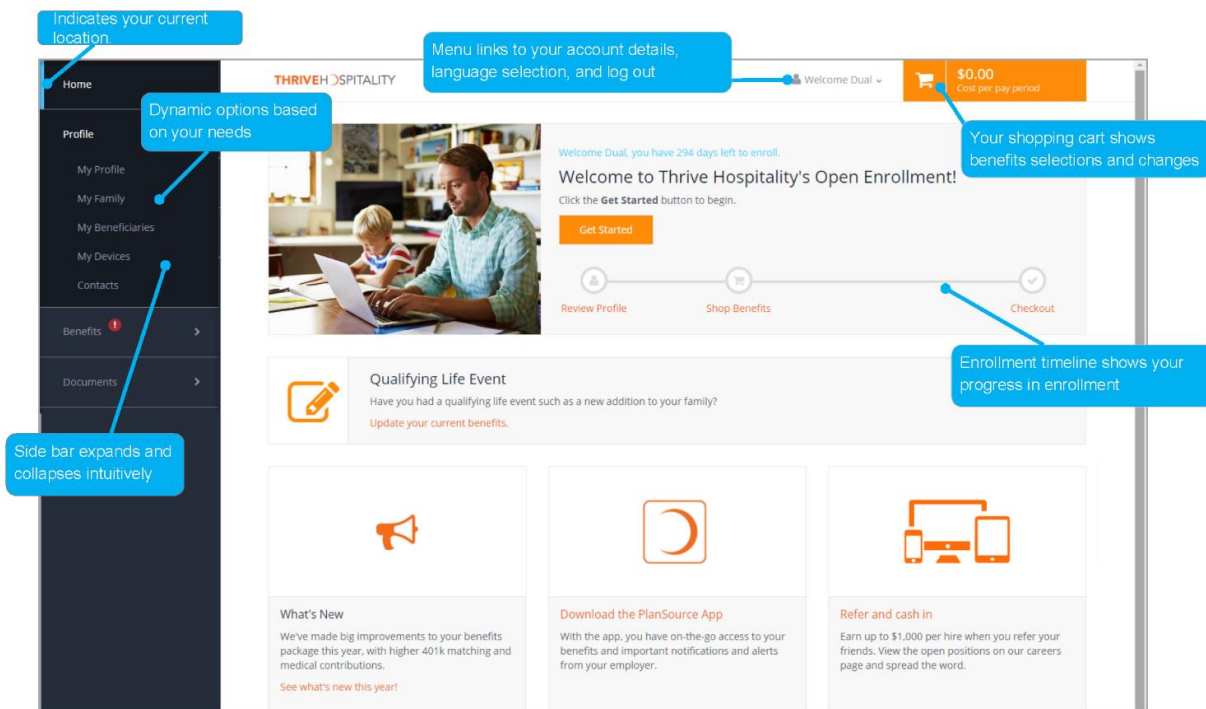 Indicates your current
location.
Menu links to your account details,
language selection, and log out
Home
THRIVEHOSPITALITY
Welcome Dual
$0.00
Cost per pay period
Dynamic options based
on your needs
Your shopping cart shows
benefits selections and changes
Profile
My Profile
My Family
My Beneficiaries
My Devices
Contacts
Benefits !
Documents
Side bar expands and
collapses intuitively
Welcome Dual, you have 294 days left to enroll.
Welcome to Thrive Hospitality's Open Enrollment!
Click the Get Started button to begin.
Get Started
Review Profile
Shop Benefits
Checkout
Enrollment timeline shows your
progress in enrollment
Qualifying Life Event
Have you had a qualifying life event such as a new addition to your family?
Update your current benefits.
What's New
We've made big improvements to your benefits
package this year, with higher 401k matching and
medical contributions.
See what's new this year!
Download the PlanSource App
With the app, you have on-the-go access to your
benefits and important notifications and alerts
from your employer.
Refer and cash in
Earn up to $1,000 per hire when you refer your
friends. View the open positions on our careers
page and spread the word.